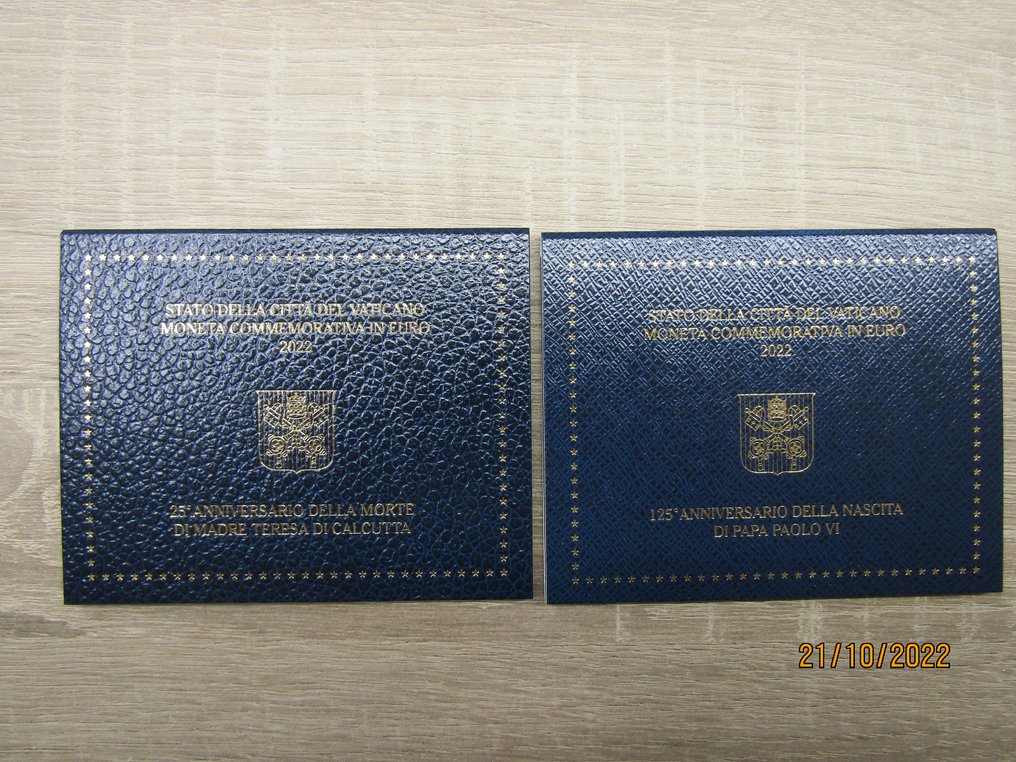 STATO DELLA CITTÀ DEL VATICANO
MONETA COMMEMORATIVA IN EURO
2022
25° ANNIVERSARIO DELLA MORTE
DI MADRE TERESA DI CALCUTTA
STATO DELLA CITTÀ DEL VATICANO
MONETA COMMEMORATIVA IN EURO
2022
125° ANNIVERSARIO DELLA NASCITA
DI PAPA PAOLO VI
21/10/2022